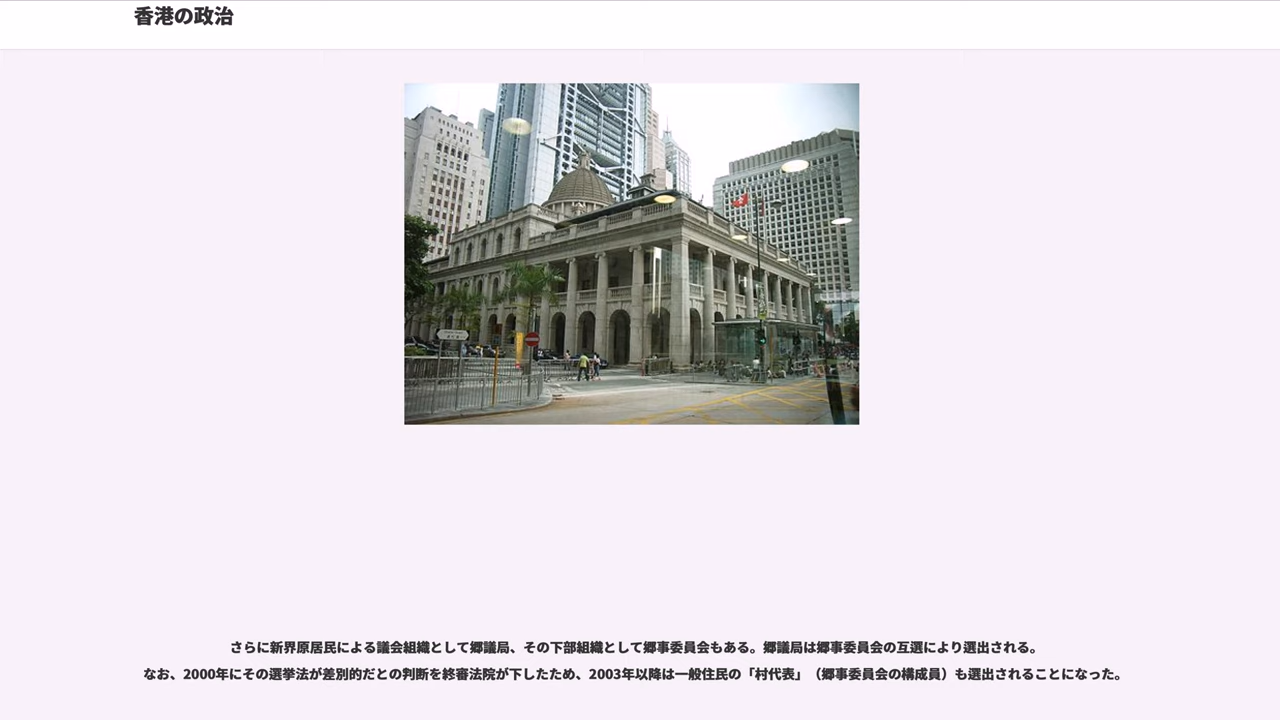 香港の政治
さらに新界原居民による議会組織として郷議局、その下部組織として郷事委員会もある。郷議局は郷事委員会の互選により選出される。
なお、2000年にその選挙法が差別的だとの判断を終審法院が下したため、2003年以降は一般住民の「村代表」（郷事委員会の構成員）も選出されることになった。